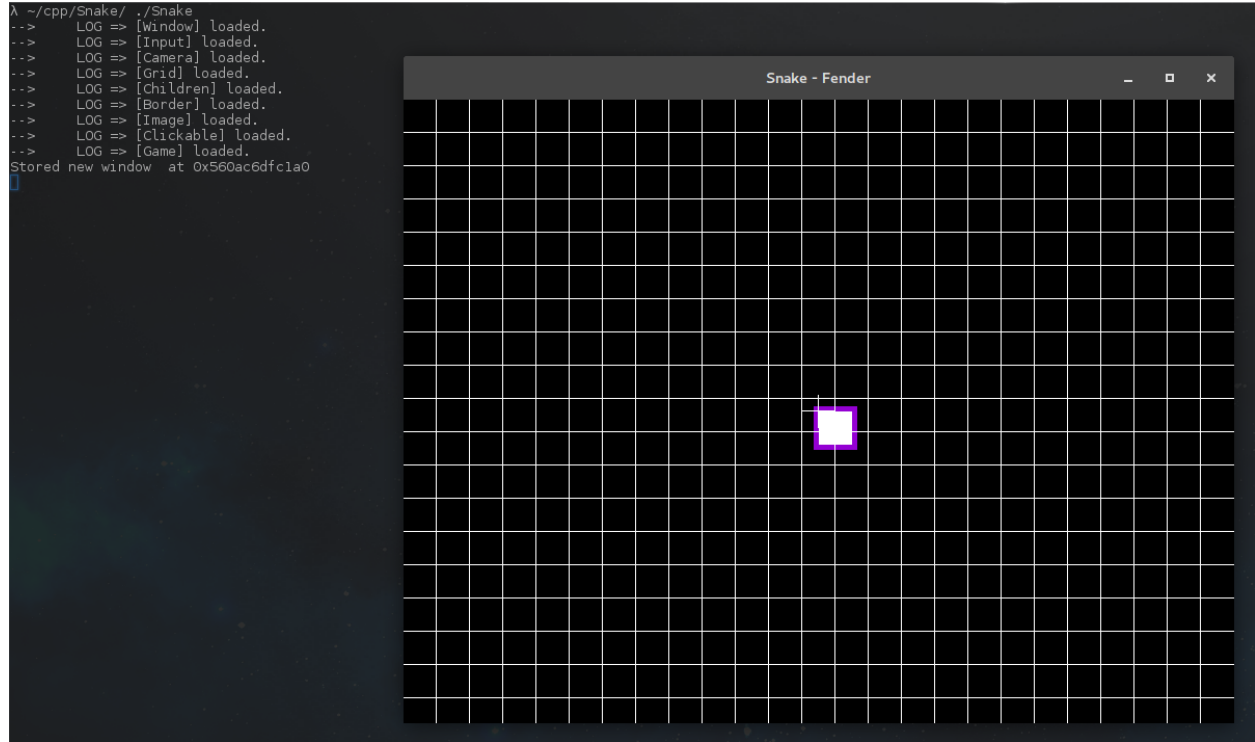 λ ~/cpp/Snake/ ./Snake
--> LOG => [Window] loaded.
--> LOG => [Input] loaded.
--> LOG => [Camera] loaded.
--> LOG => [Grid] loaded.
--> LOG => [Children] loaded.
--> LOG => [Border] loaded.
--> LOG => [Image] loaded.
--> LOG => [Clickable] loaded.
--> LOG => [Game] loaded.
Stored new window  at 0x560ac6dfc1a0
Snake - Fender